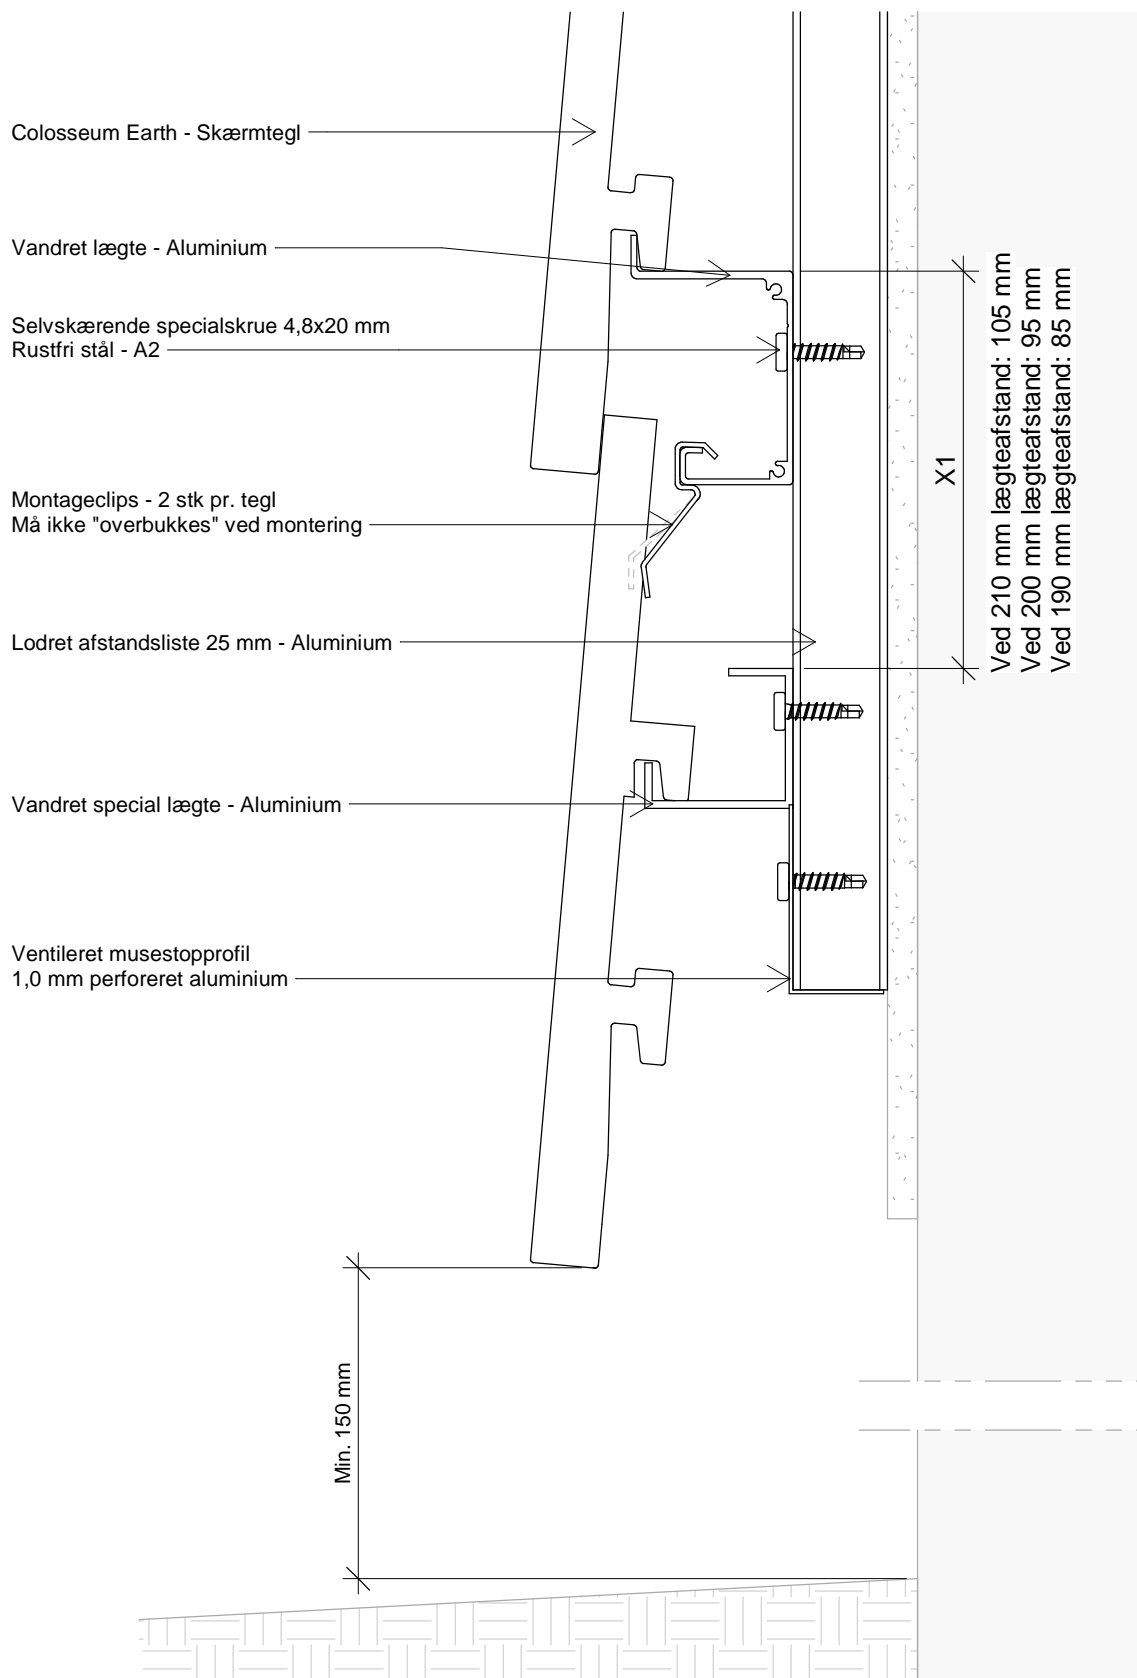 Colosseum Earth - Skærmtegl
Vandret lægte - Aluminium
Selvskærende specialskrue 4,8x20 mm
Rustfri stål - A2
Montageclips - 2 stk pr. tegl
Må ikke "overbukkes" ved montering
Lodret afstandsliste 25 mm - Aluminium
Vandret special lægte - Aluminium
Ventileret musestopprofil
1,0 mm perforeret aluminium
X1
Ved 210 mm lægteafstand: 105 mm
Ved 200 mm lægteafstand: 95 mm
Ved 190 mm lægteafstand: 85 mm
Min. 150 mm